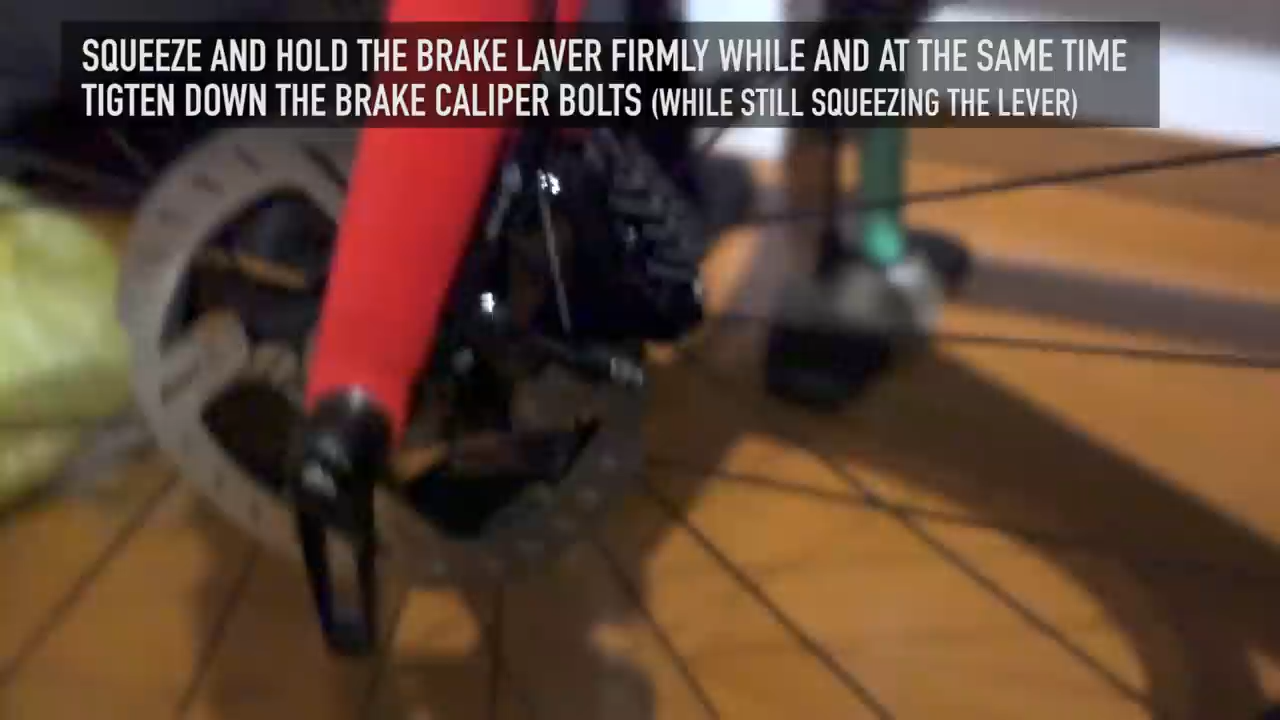 SQUEEZE AND HOLD THE BRAKE LAVER FIRMLY WHILE AND AT THE SAME TIME
TIGTEN DOWN THE BRAKE CALIPER BOLTS (WHILE STILL SQUEEZING THE LEVER)